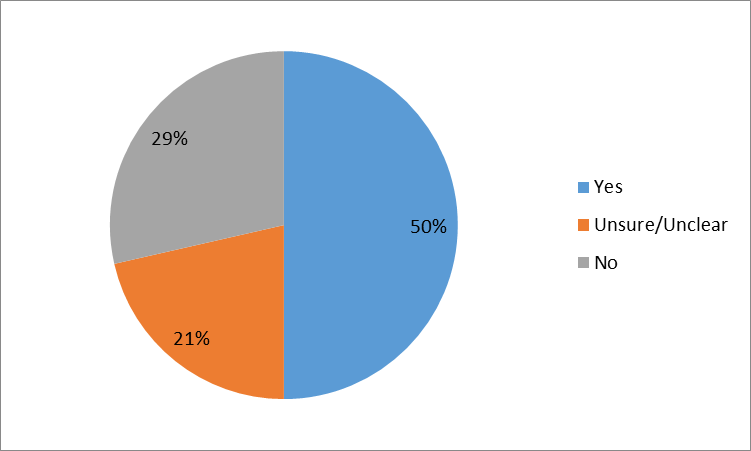 29%
50%
21%
Yes
Unsure/Unclear
No